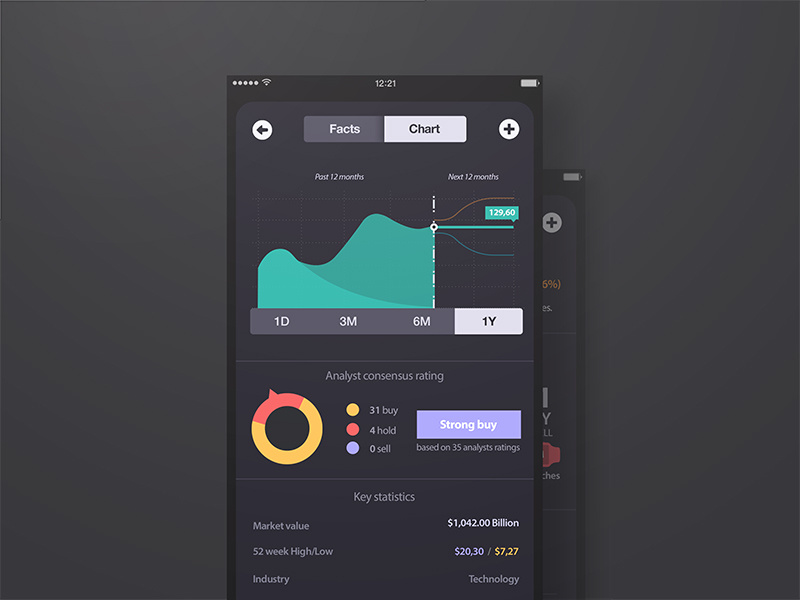 12:21
Facts Chart
Past 12 months Next 12 months
129,60
1D 3M 6M 1Y
Analyst consensus rating
31 buy
4 hold
0 sell
Strong buy
based on 35 analysts ratings
Key statistics
Market value $1,042.00 Billion
52 week High/Low $20,30 / $7,27
Industry Technology
6%)
es.
Y
LL
ches